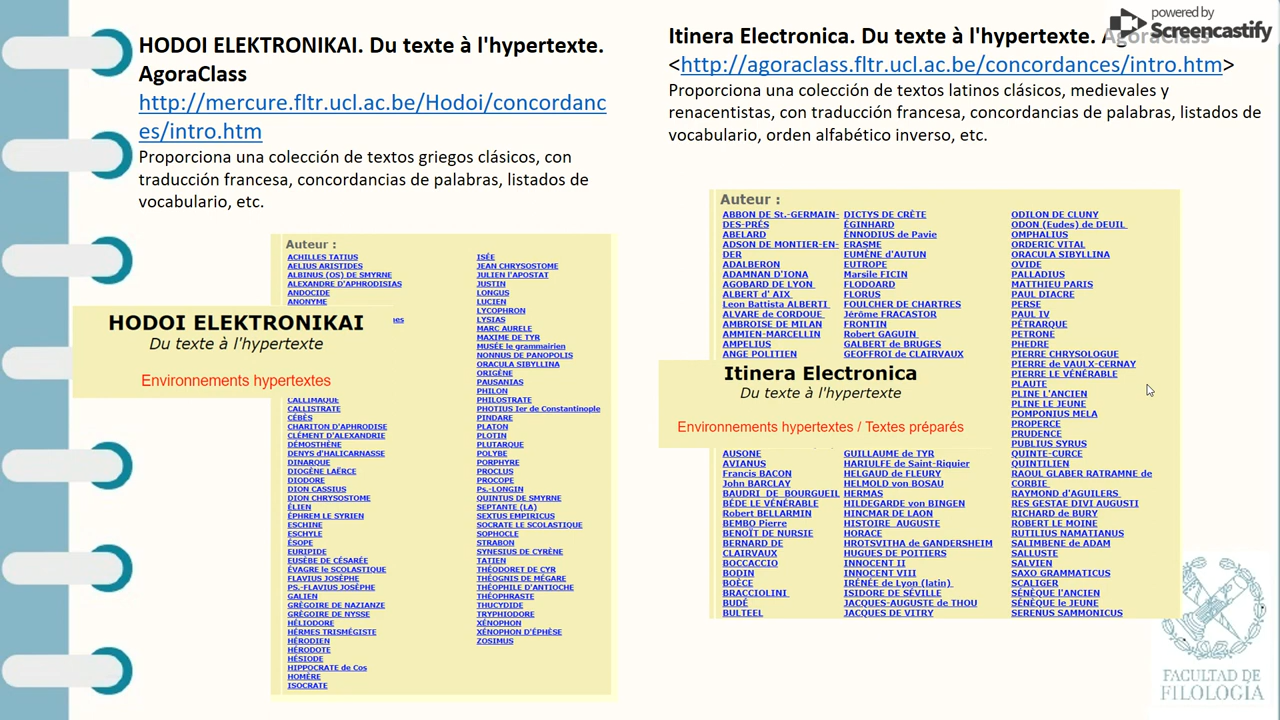 HODOI ELEKTRONIKAI. Du texte à l'hypertexte.
AgoraClass
http://mercure.fltr.ucl.ac.be/Hodoi/concordanc
es/intro.htm
Proporciona una colección de textos griegos clásicos, con
traducción francesa, concordancias de palabras, listados de
vocabulario, etc.
Auteur :
ACHILLES TATIUS
AELIUS ARISTIDES
ALBINUS (OS) DE SMYRNE
ALEXANDRE D'APHRODISIAS
ANDOCIDE
ANONYME
es
HODOI ELEKTRONIKAI
Du texte à l'hypertexte
Environnements hypertextes
CALLIMAQUE
CALLISTRATE
CÉBÈS
CHARITON D'APHRODISE
CLÉMENT D'ALEXANDRIE
DÉMOSTHÈNE
DENYS d'HALICARNASSE
DINARQUE
DIOGÈNE LAËRCE
DIODORE
DION CASSIUS
DION CHRYSOSTOME
ÉLIEN
ÉPHREM LE SYRIEN
ESCHINE
ESCHYLE
ÉSOPE
EURIPIDE
EUSÈBE DE CÉSARÉE
ÉVAGRE le SCOLASTIQUE
FLAVIUS JOSÈPHE
PS.-FLAVIUS JOSÈPHE
GALIEN
GRÉGOIRE DE NAZIANZE
GRÉGOIRE DE NYSSE
HÉLIODORE
HÉRMES TRISMÉGISTE
HÉRODIEN
HÉRODOTE
HÉSIODE
HIPPOCRATE de Cos
HOMÈRE
ISOCRATE
ISÉE
JEAN CHRYSOSTOME
JULIEN l'APOSTAT
JUSTIN
LONGUS
LUCIEN
LYCOPHRON
LYSIAS
MARC AURELE
MAXIME DE TYR
MUSÉE le grammairien
NONNUS DE PANOPOLIS
ORACULA SIBYLLINA
ORIGÈNE
PAUSANIAS
PHILON
PHILOSTRATE
PHOTIUS Ier de Constantinople
PINDARE
PLATON
PLOTIN
PLUTARQUE
POLYBE
PORPHYRE
PROCLUS
PROCOPE
Ps.-LONGIN
QUINTUS DE SMYRNE
SEPTANTE (LA)
SEXTUS EMPIRICUS
SOCRATE LE SCOLASTIQUE
SOPHOCLE
STRABON
SYNESIUS DE CYRÈNE
TATIEN
THÉODORET DE CYR
THÉOGNIS DE MÉGARE
THÉOPHILE D'ANTIOCHE
THÉOPHRASTE
THUCYDIDE
TRYPHIODORE
XÉNOPHON
XÉNOPHON D'ÉPHÈSE
ZOSIMUS
powered by
Screencastify
Itinera Electronica. Du texte à l'hypertexte. AgoraClass
<http://agoraclass.fltr.ucl.ac.be/concordances/intro.htm>
Proporciona una colección de textos latinos clásicos, medievales y
renacentistas, con traducción francesa, concordancias de palabras, listados de
vocabulario, orden alfabético inverso, etc.
Auteur :
ABBON DE St.-GERMAIN-
DES-PRÉS
ABELARD
ADSON DE MONTIER-EN-
DER
ADALBERON
ADAMNAN D'IONA
AGOBARD DE LYON
ALBERT d' AIX
Leon Battista ALBERTI
ALVARE de CORDOUE
AMBROISE DE MILAN
AMMIEN-MARCELLIN
AMPELIUS
ANGE POLITIEN
Itinera Electronica
Du texte à l'hypertexte
Environnements hypertextes / Textes préparés
AUSONE
AVIANUS
Francis BACON
John BARCLAY
BAUDRI DE BOURGUEIL
BÉDE LE VÉNÉRABLE
Robert BELLARMIN
BEMBO Pierre
BENOÎT DE NURSIE
BERNARD DE
CLAIRVAUX
BOCCACCIO
BODIN
BOÊCE
BRACCIOLINI
BUDÉ
BULTEEL
DICTYS DE CRÈTE
ÉGINHARD
ÉNNODIUS de Pavie
ERASME
EUMÈNE d'AUTUN
EUTROPE
Marsile FICIN
FLODOARD
FLORUS
FOULCHER DE CHARTRES
Jérôme FRACASTOR
FRONTIN
Robert GAGUIN
GALBERT de BRUGES
GEOFFROI de CLAIRVAUX
GUILLAUME de TYR
HARIULFE de Saint-Riquier
HELGAUD de FLEURY
HELMOLD von BOSAU
HERMAS
HILDEGARDE von BINGEN
HINCMAR DE LAON
HISTOIRE AUGUSTE
HORACE
HROTSVITHA de GANDERSHEIM
HUGUES DE POITIERS
INNOCENT II
INNOCENT VIII
IRÉNÉE de Lyon (latin)
ISIDORE DE SÉVILLE
JACQUES-AUGUSTE de THOU
JACQUES DE VITRY
ODILON DE CLUNY
ODON (Eudes) de DEUIL
OMPHALIUS
ORDERIC VITAL
ORACULA SIBYLLINA
OVIDE
PALLADIUS
MATTHIEU PARIS
PAUL DIACRE
PERSE
PAUL IV
PÉTRARQUE
PETRONE
PHEDRE
PIERRE CHRYSOLOGUE
PIERRE de VAULX-CERNAY
PIERRE LE VÉNÉRABLE
PLAUTE
PLINE L'ANCIEN
PLINE LE JEUNE
POMPONIUS MELA
PROPERCE
PRUDENCE
PUBLIUS SYRUS
QUINTE-CURCE
QUINTILIEN
RAOUL GLABER RATRAMNE de
CORBIE
RAYMOND d'AGUILERS
RES GESTAE DIVI AUGUSTI
RICHARD de BURY
ROBERT LE MOINE
RUTILIUS NAMATIANUS
SALIMBENE de ADAM
SALLUSTE
SALVIEN
SAXO GRAMMATICUS
SCALIGER
SÉNÈQUE l'ANCIEN
SÉNÈQUE le JEUNE
SERENUS SAMMONICUS
FACULTAD DE
FILOLOGÍA